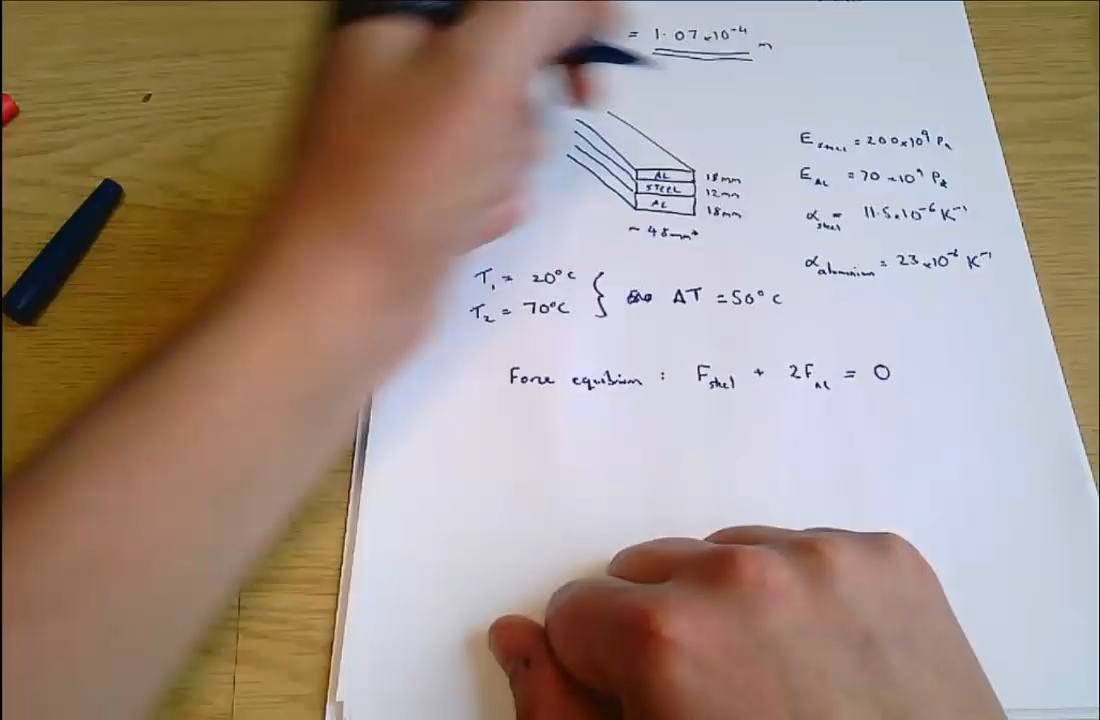 = 1.07×10⁻⁴ m
AL 18mm
STEEL 12mm
AL 18mm
~48mm
E steel = 200×10⁹ Pa
E AL = 70×10⁹ Pa
α steel = 11.5×10⁻⁶ K⁻¹
α aluminium = 23×10⁻⁶ K⁻¹
T₁ = 20°C
T₂ = 70°C } ΔT = 50°C
Force equibrium : F steel + 2F AL = 0